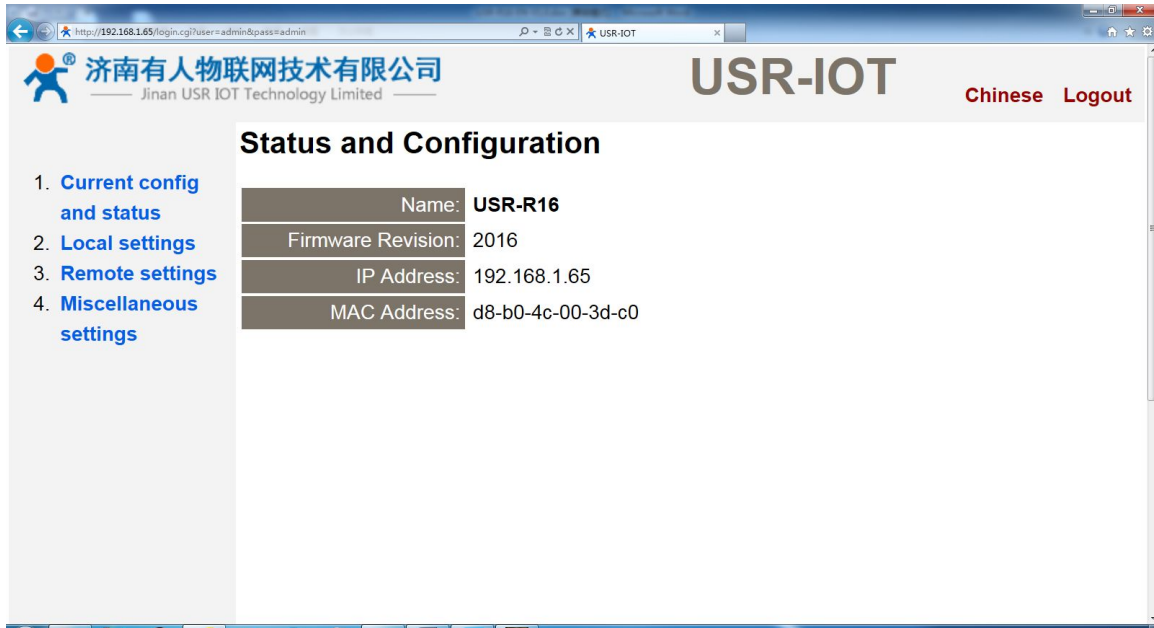 http://192.168.1.65/login.cgi?user=admin&pass=admin
USR-IOT
济南有人物联网技术有限公司
Jinan USR IOT Technology Limited
USR-IOT
Chinese Logout
Status and Configuration
1. Current config
and status
2. Local settings
3. Remote settings
4. Miscellaneous
settings
Name: USR-R16
Firmware Revision: 2016
IP Address: 192.168.1.65
MAC Address: d8-b0-4c-00-3d-c0